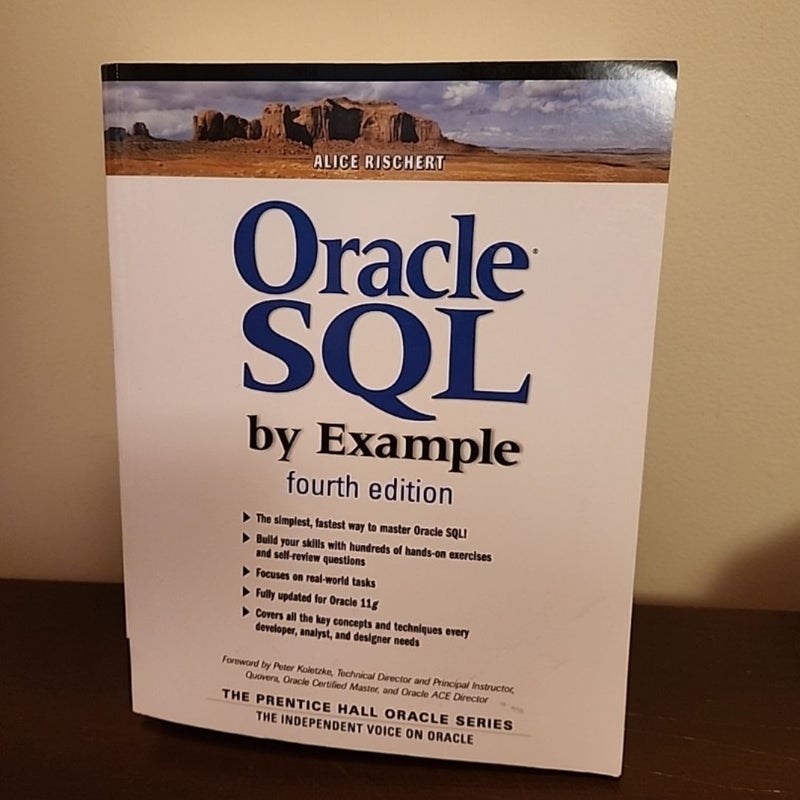 ALICE RISCHERT
Oracle®
SQL
by Example
fourth edition
The simplest, fastest way to master Oracle SQL!
Build your skills with hundreds of hands-on exercises
and self-review questions
Focuses on real-world tasks
Fully updated for Oracle 11g
Covers all the key concepts and techniques every
developer, analyst, and designer needs
Foreword by Peter Koletzke, Technical Director and Principal Instructor,
Quovera, Oracle Certified Master, and Oracle ACE Director
THE PRENTICE HALL ORACLE SERIES
THE INDEPENDENT VOICE ON ORACLE